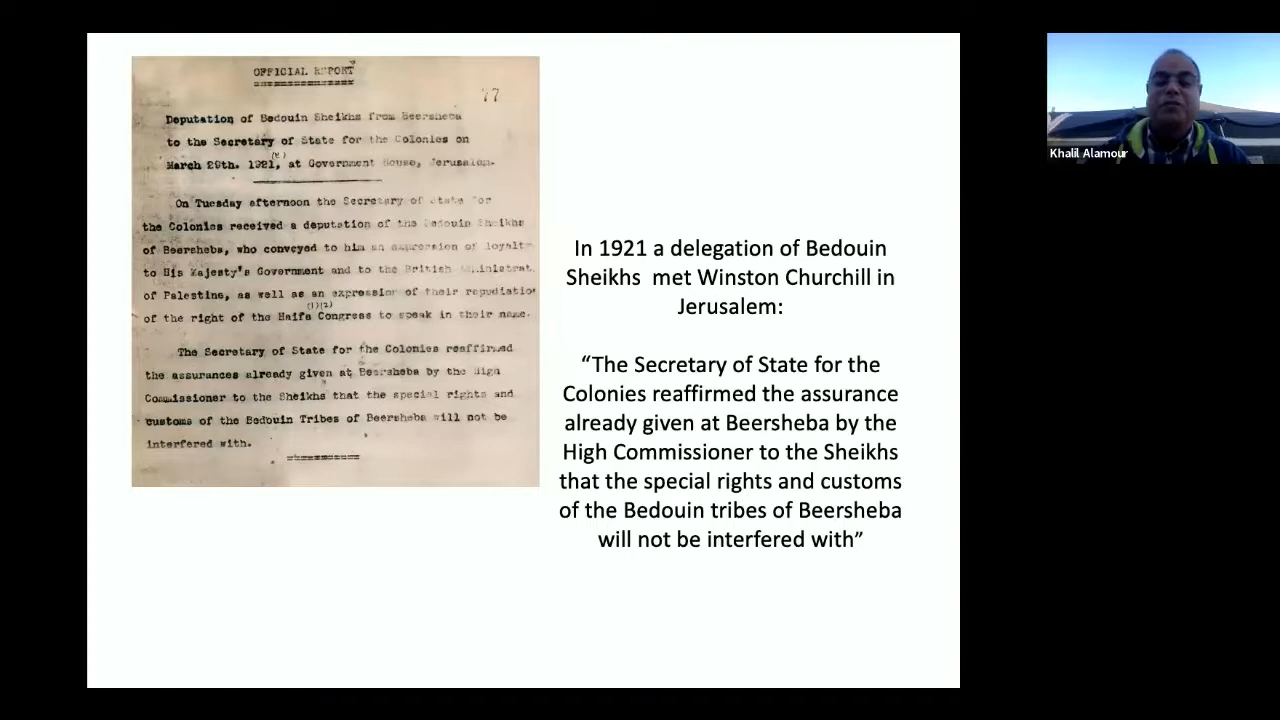 OFFICIAL REPORT
77
Deputation of Bedouin Sheikhs from Beersheba
to the Secretary of State for the Colonies on
March 29th. 1921, at Government House, Jerusalem.
On Tuesday afternoon the Secretary of State for
the Colonies received a deputation of the Bedouin Sheikhs
of Beersheba, who conveyed to him an expression of
to His Majesty's Government and to the British
of Palestine, as well as an expression of their
(1)(2)
of the right of the Haifa Congress to speak in their name.
The Secretary of State for the Colonies reaffirmed
the assurances already given at Beersheba by the High
Commissioner to the Sheikhs that the special rights and
customs of the Bedouin Tribes of Beersheba will not be
interfered with.
In 1921 a delegation of Bedouin
Sheikhs met Winston Churchill in
Jerusalem:
“The Secretary of State for the
Colonies reaffirmed the assurance
already given at Beersheba by the
High Commissioner to the Sheikhs
that the special rights and customs
of the Bedouin tribes of Beersheba
will not be interfered with”
Khalil Alamour